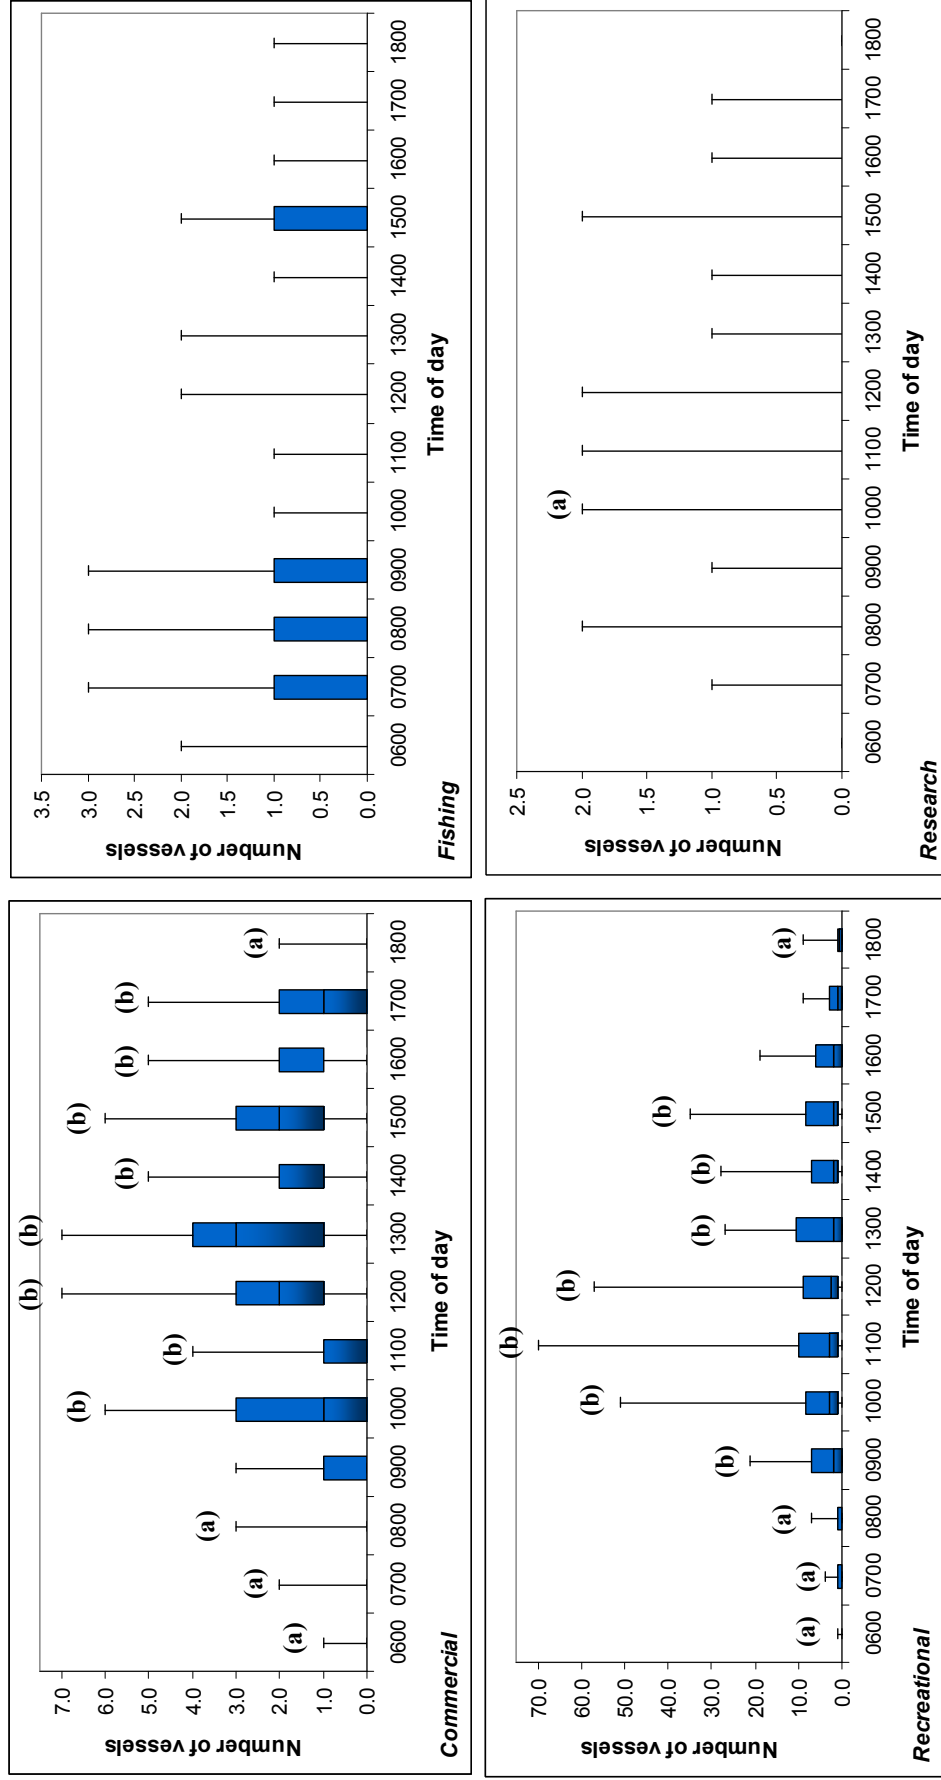 Number of vessels
7.0
6.0
5.0
4.0
3.0
2.0
1.0
0.0
(a) (a) (a) (b) (b) (b) (b) (b) (b) (b) (b) (a)
0600 0700 0800 0900 1000 1100 1200 1300 1400 1500 1600 1700 1800
Time of day
Commercial
Number of vessels
3.5
3.0
2.5
2.0
1.5
1.0
0.5
0.0
0600 0700 0800 0900 1000 1100 1200 1300 1400 1500 1600 1700 1800
Time of day
Fishing
Number of vessels
70.0
60.0
50.0
40.0
30.0
20.0
10.0
0.0
(a) (a) (a) (b) (b) (b) (b) (b) (b) (b) (a)
0600 0700 0800 0900 1000 1100 1200 1300 1400 1500 1600 1700 1800
Time of day
Recreational
Number of vessels
2.5
2.0
1.5
1.0
0.5
0.0
(a)
0600 0700 0800 0900 1000 1100 1200 1300 1400 1500 1600 1700 1800
Time of day
Research